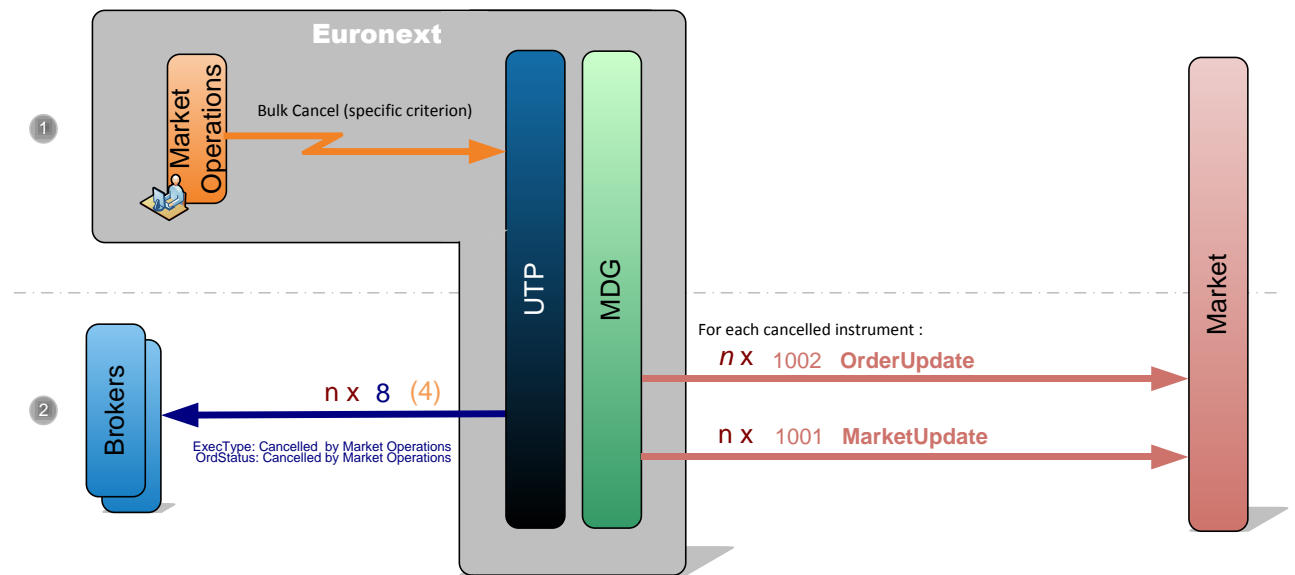 Euronext
Market
Operations
Bulk Cancel (specific criterion)
1
UTP
MDG
Market
For each cancelled instrument :
n x 1002 OrderUpdate
n x 8 (4)
Brokers
2
n x 1001 MarketUpdate
ExecType: Cancelled by Market Operations
OrdStatus: Cancelled by Market Operations